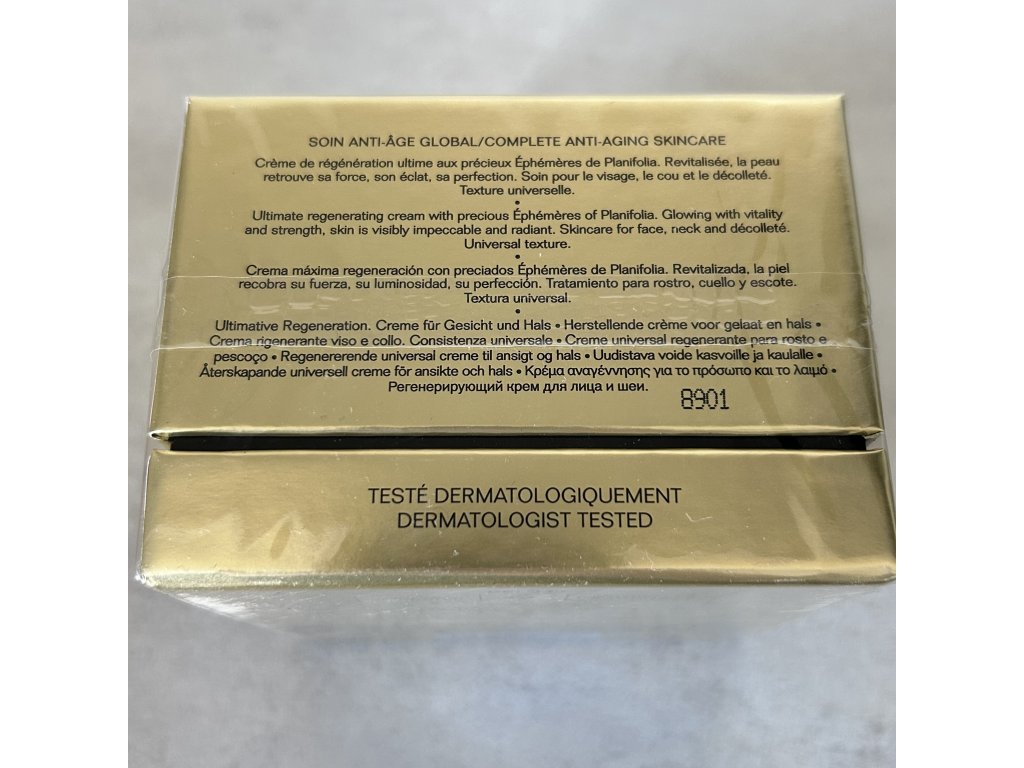 SOIN ANTI-ÂGE GLOBAL/COMPLETE ANTI-AGING SKINCARE
Crème de régénération ultime aux précieux Éphémères de Planifolia. Revitalisée, la peau
retrouve sa force, son éclat, sa perfection. Soin pour le visage, le cou et le décolleté.
Texture universelle.
•
Ultimate regenerating cream with precious Éphémères of Planifolia. Glowing with vitality
and strength, skin is visibly impeccable and radiant. Skincare for face, neck and décolleté.
Universal texture.
•
Crema máxima regeneración con preciados Éphémères de Planifolia. Revitalizada, la piel
recobra su fuerza, su luminosidad, su perfección. Tratamiento para rostro, cuello y escote.
Textura universal.
•
Ultimative Regeneration. Creme für Gesicht und Hals • Herstellende crème voor gelaat en hals •
Crema rigenerante viso e collo. Consistenza universale • Creme universal regenerante para rosto e
pescoço • Regenererende universal creme til ansigt og hals • Uudistava voide kasvoille ja kaulalle •
Återskapande universell creme för ansikte och hals • Κρέμα αναγέννησης για το πρόσωπο και το λαιμό •
Регенерирующий крем для лица и шеи.
8901
TESTÉ DERMATOLOGIQUEMENT
DERMATOLOGIST TESTED